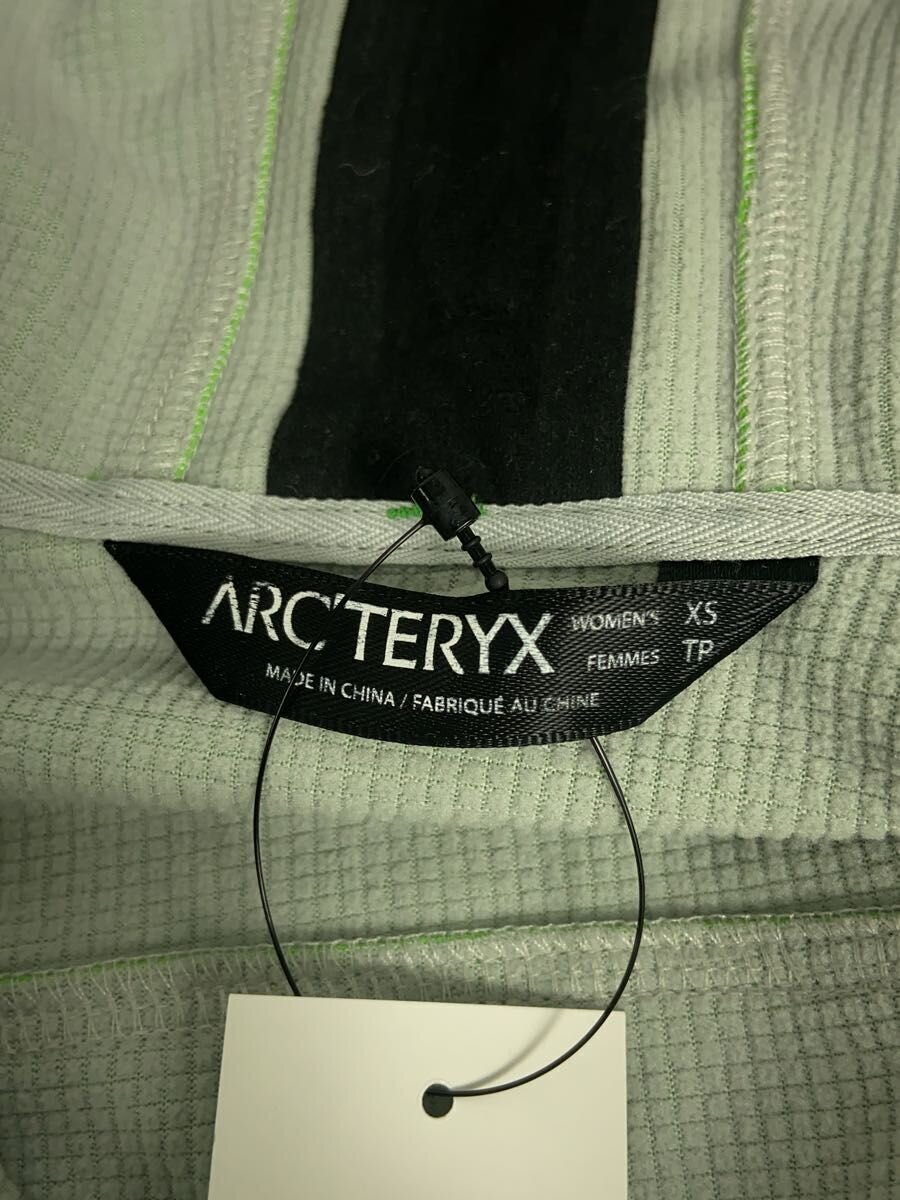 ARC'TERYX WOMEN'S XS
FEMMES TP
MADE IN CHINA / FABRIQUÉ AU CHINE